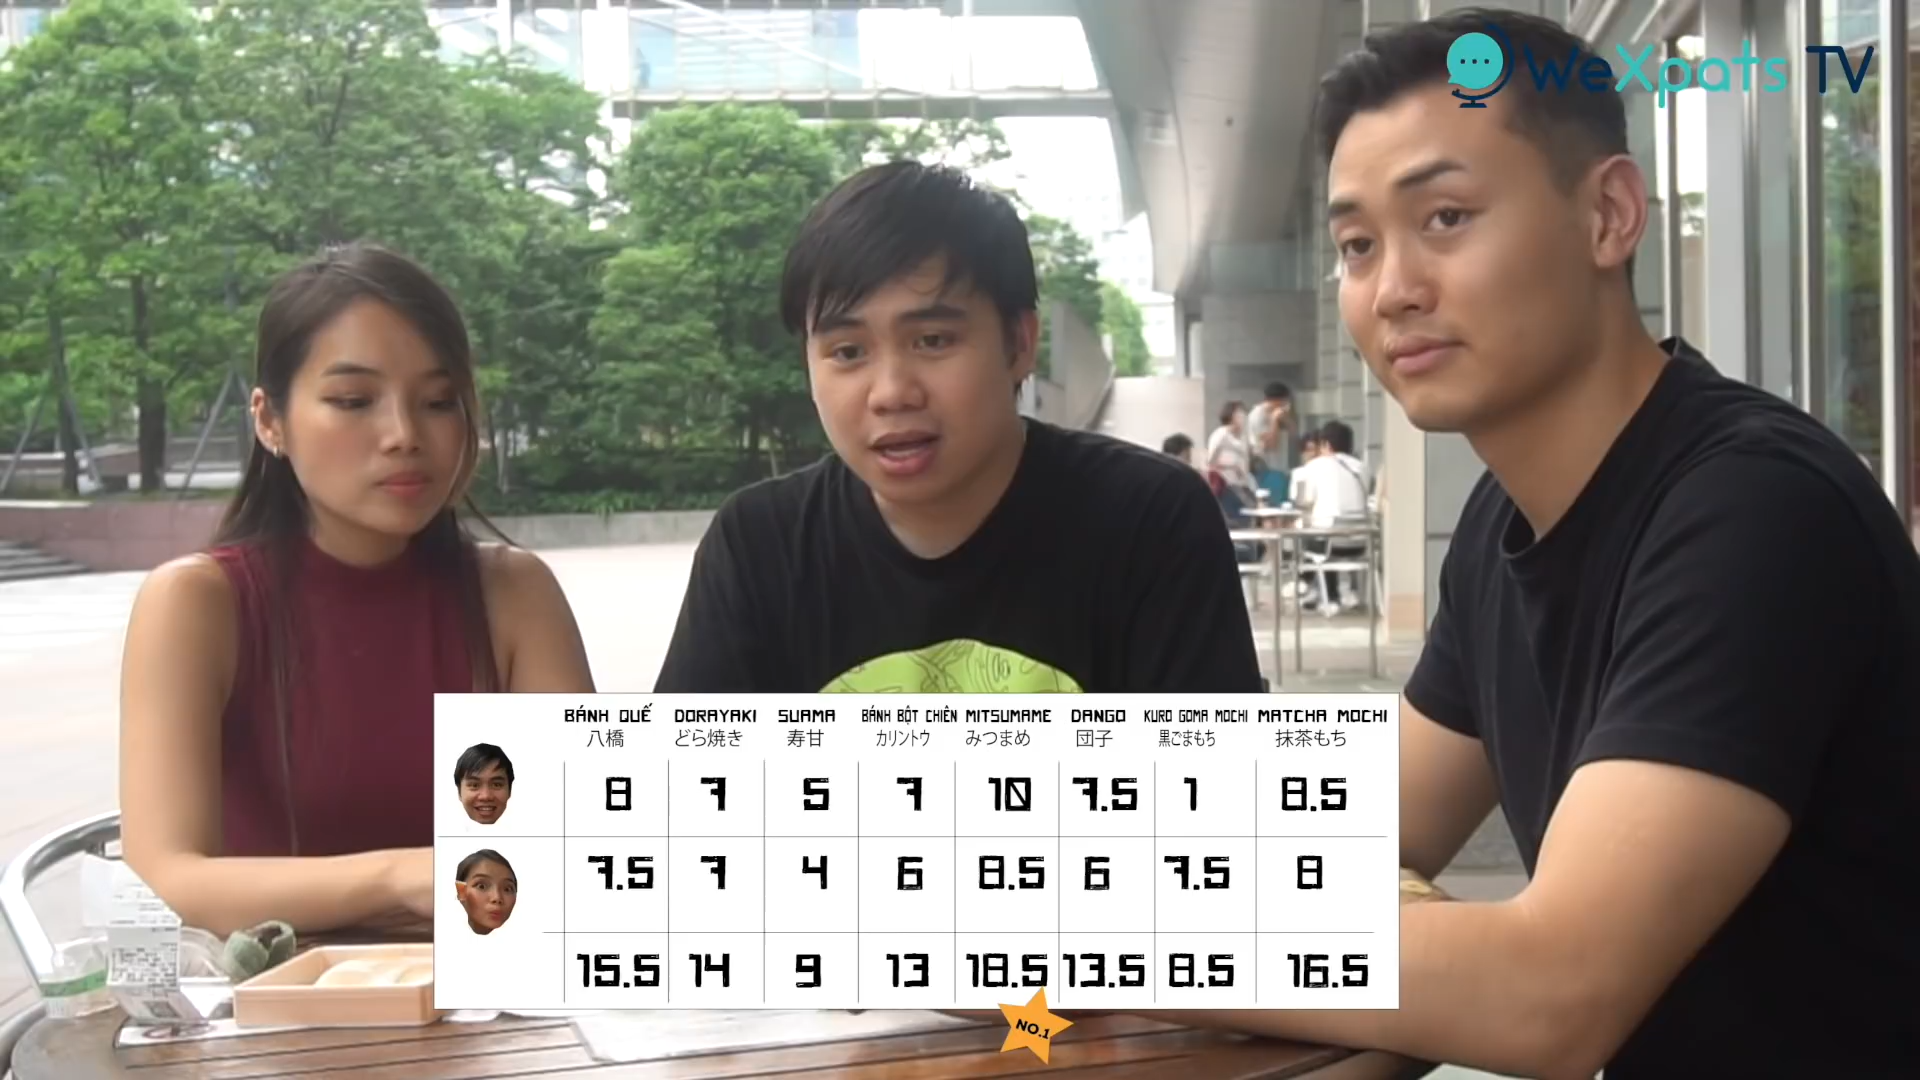 WeXpats TV
BÁNH QUẾ DORAYAKI SUAMA BÁNH BỘT CHIÊN MITSUMAME DANGO KURO GOMA MOCHI MATCHA MOCHI
八橋 どら焼き 寿甘 カリントウ みつまめ 団子 黒ごまもち 抹茶もち
8 7 5 7 10 7.5 1 8.5
7.5 7 4 6 8.5 6 7.5 8
15.5 14 9 13 18.5 13.5 8.5 16.5
NO.1